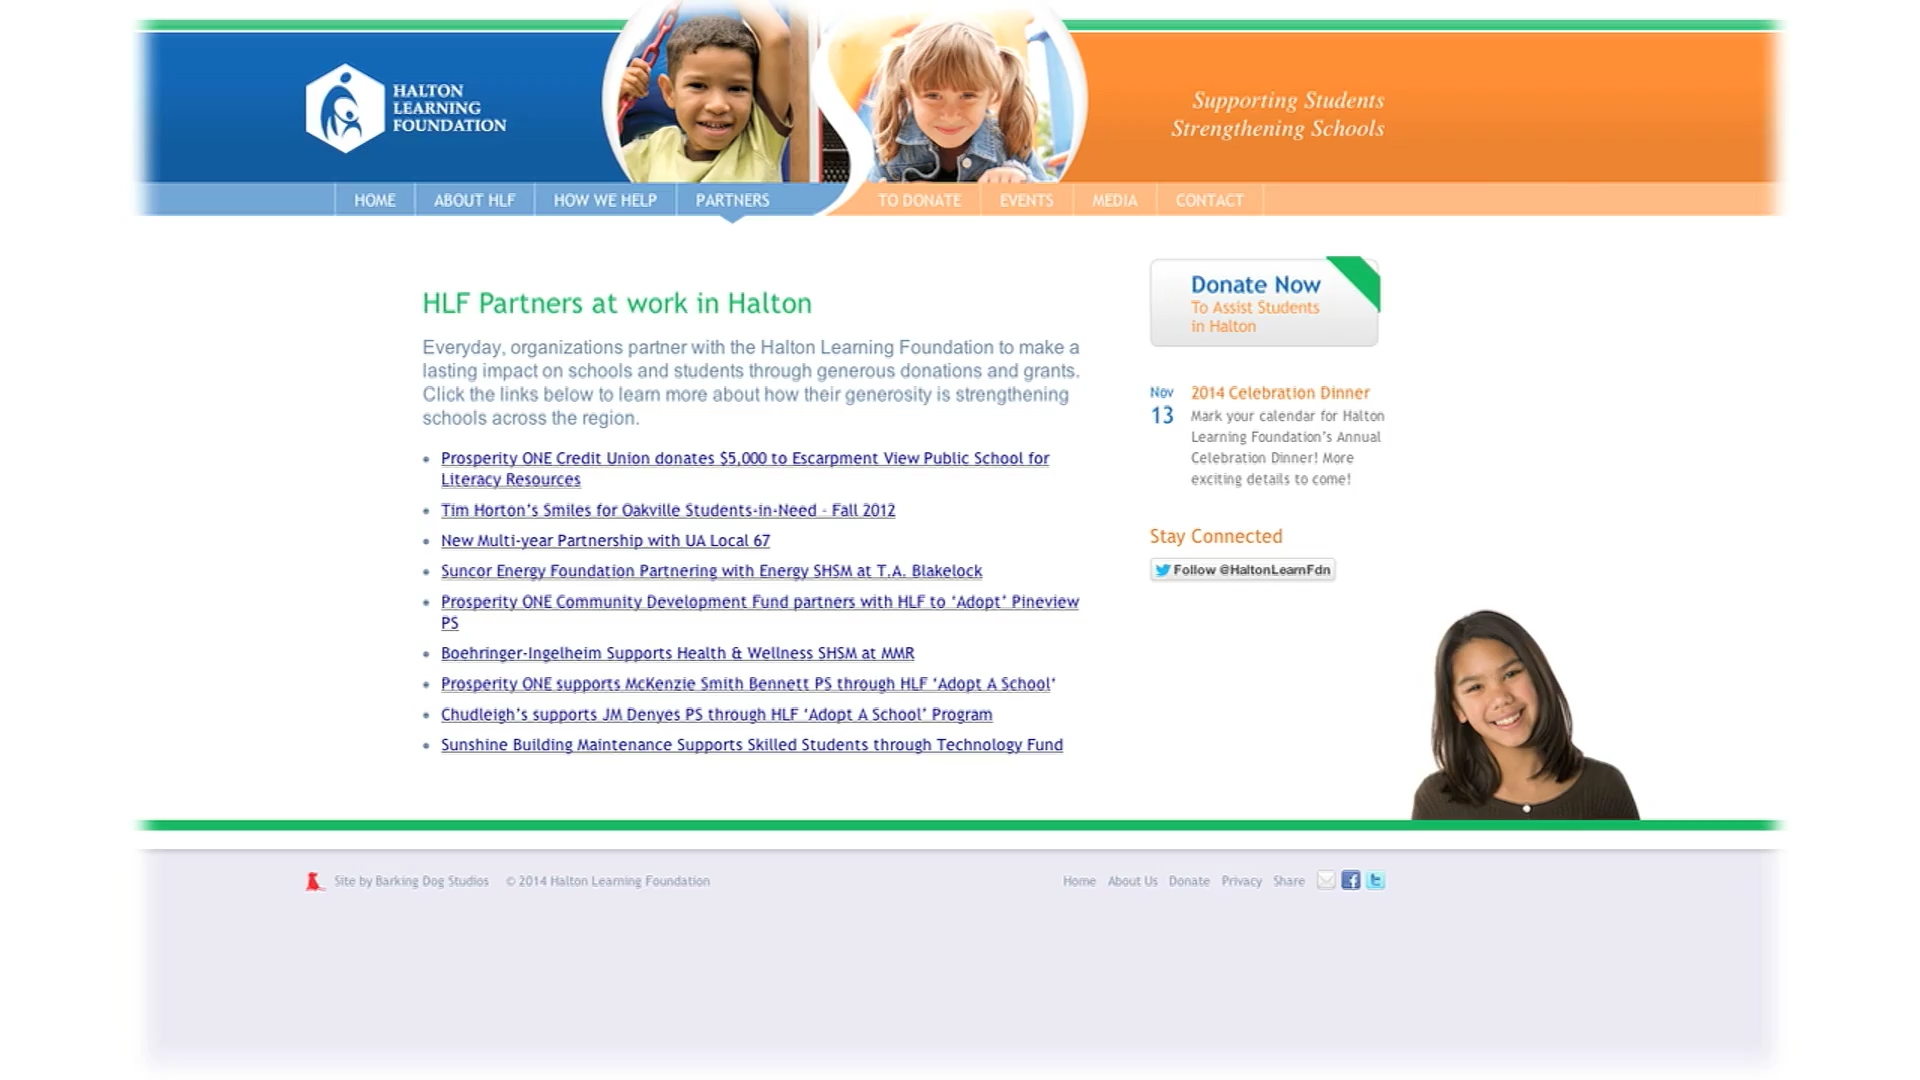 HALTON
LEARNING
FOUNDATION
Supporting Students
Strengthening Schools
HOME ABOUT HLF HOW WE HELP PARTNERS TO DONATE EVENTS MEDIA CONTACT
HLF Partners at work in Halton
Everyday, organizations partner with the Halton Learning Foundation to make a
lasting impact on schools and students through generous donations and grants.
Click the links below to learn more about how their generosity is strengthening
schools across the region.
• Prosperity ONE Credit Union donates $5,000 to Escarpment View Public School for
Literacy Resources
• Tim Horton's Smiles for Oakville Students-in-Need - Fall 2012
• New Multi-year Partnership with UA Local 67
• Suncor Energy Foundation Partnering with Energy SHSM at T.A. Blakelock
• Prosperity ONE Community Development Fund partners with HLF to ‘Adopt’ Pineview
PS
• Boehringer-Ingelheim Supports Health & Wellness SHSM at MMR
• Prosperity ONE supports McKenzie Smith Bennett PS through HLF ‘Adopt A School’
• Chudleigh’s supports JM Denyes PS through HLF ‘Adopt A School’ Program
• Sunshine Building Maintenance Supports Skilled Students through Technology Fund
Donate Now
To Assist Students
in Halton
Nov
13
2014 Celebration Dinner
Mark your calendar for Halton
Learning Foundation’s Annual
Celebration Dinner! More
exciting details to come!
Stay Connected
Follow @HaltonLearnFdn
Site by Barking Dog Studios © 2014 Halton Learning Foundation
Home About Us Donate Privacy Share